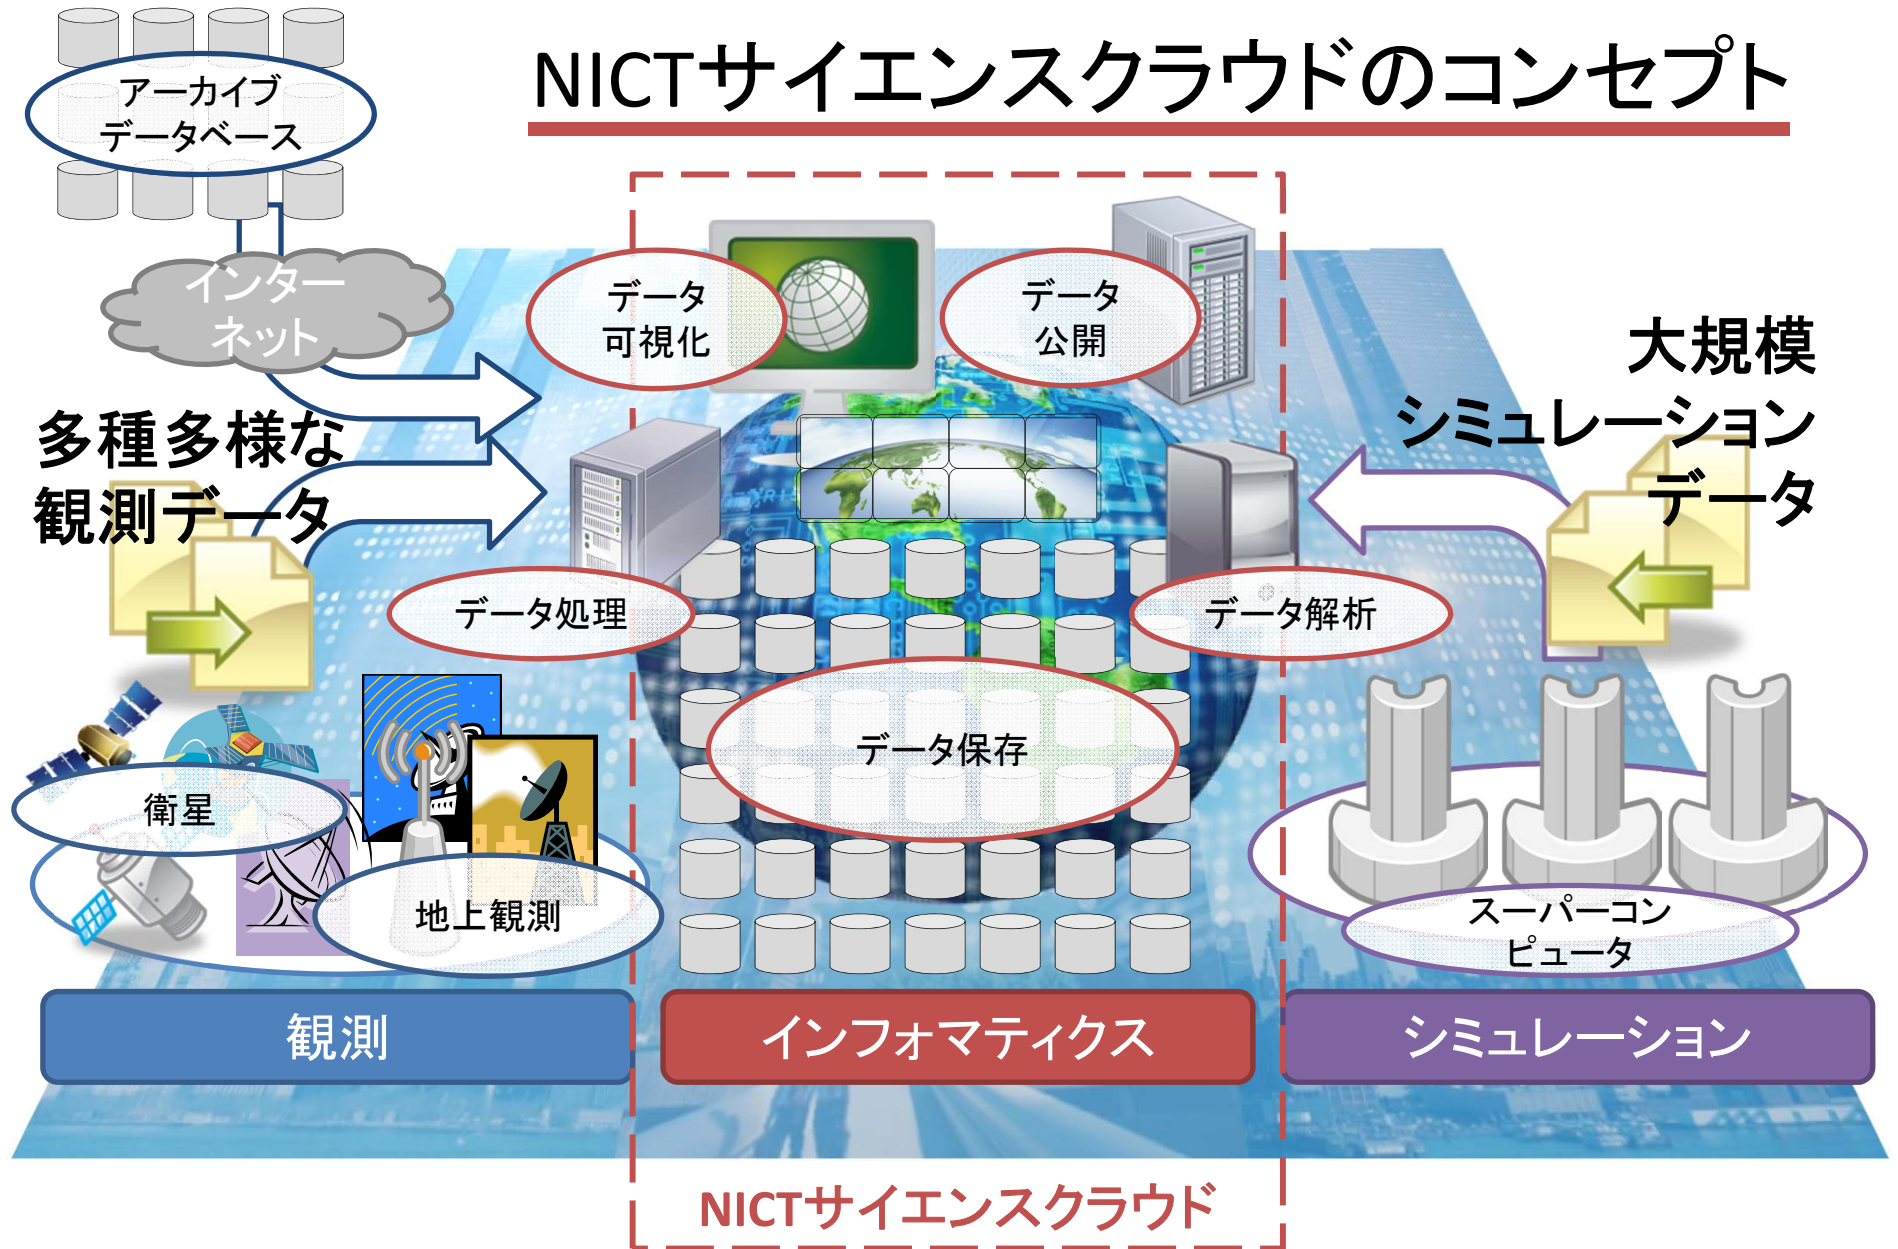 NICTサイエンスクラウドのコンセプト
アーカイブ
データベース
インター
ネット
データ
可視化
データ
公開
大規模
シミュレーション
データ
多種多様な
観測データ
データ処理
データ解析
データ保存
衛星
地上観測
スーパーコン
ピュータ
観測
インフォマティクス
シミュレーション
NICTサイエンスクラウド